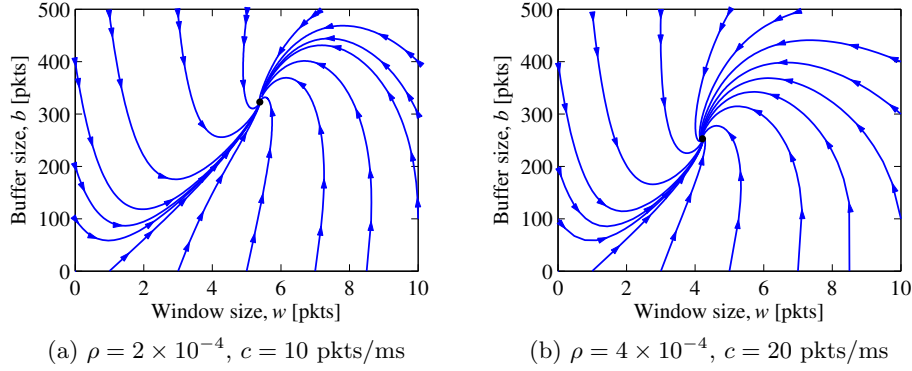 500
400
300
200
100
0
Buffer size, b [pkts]
0 2 4 6 8 10
Window size, w [pkts]
(a) ρ = 2 × 10⁻⁴, c = 10 pkts/ms
500
400
300
200
100
0
Buffer size, b [pkts]
0 2 4 6 8 10
Window size, w [pkts]
(b) ρ = 4 × 10⁻⁴, c = 20 pkts/ms